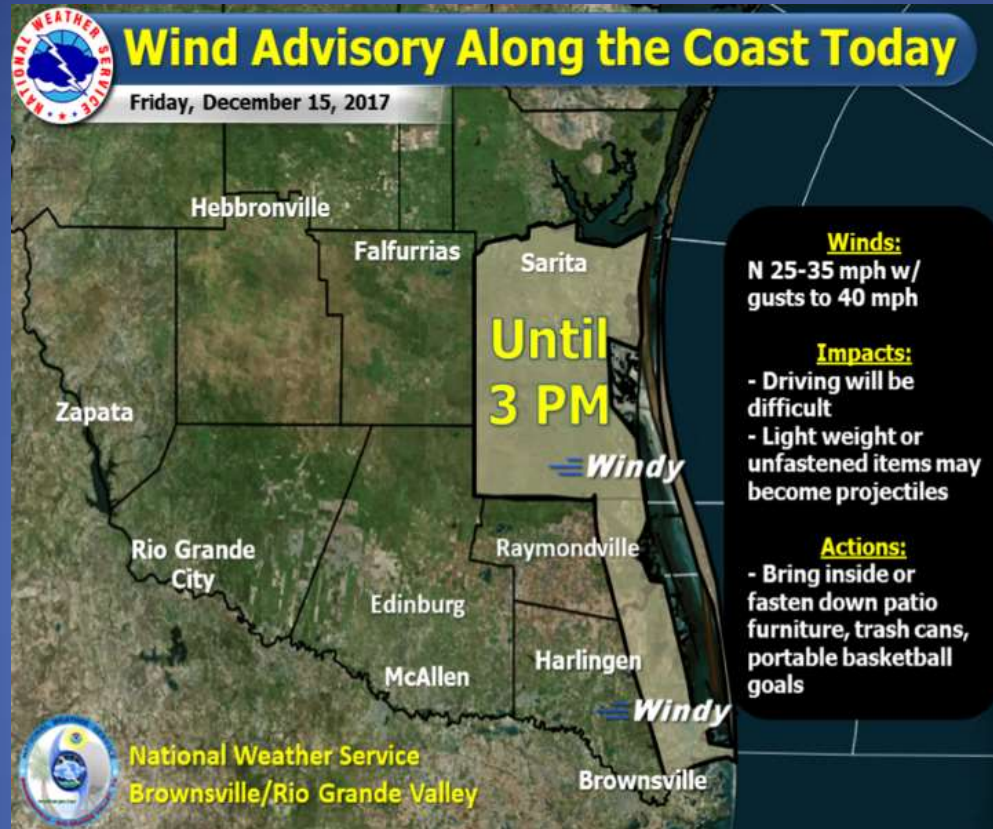 NATIONAL WEATHER SERVICE
Wind Advisory Along the Coast Today
Friday, December 15, 2017
Hebbronville
Falfurrias
Sarita
Until
3 PM
Zapata
Windy
Rio Grande
City
Raymondville
Edinburg
McAllen
Harlingen
Windy
Brownsville
Winds:
N 25-35 mph w/
gusts to 40 mph
Impacts:
- Driving will be
difficult
- Light weight or
unfastened items may
become projectiles
Actions:
- Bring inside or
fasten down patio
furniture, trash cans,
portable basketball
goals
National Weather Service
Brownsville/Rio Grande Valley